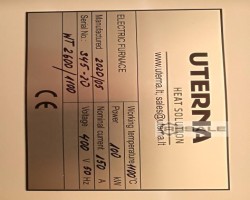 UTERNA
HEAT SOLUTION
www.uterna.lt, sales@uterna.lt
ELECTRIC FURNACE
Working temperature 1100°C
Manufactured 2020/05
Power 100 kW
Serial No. 345-20
Nominal current 150 A
NT 2600/1100
Voltage 400 V 50 Hz
CE